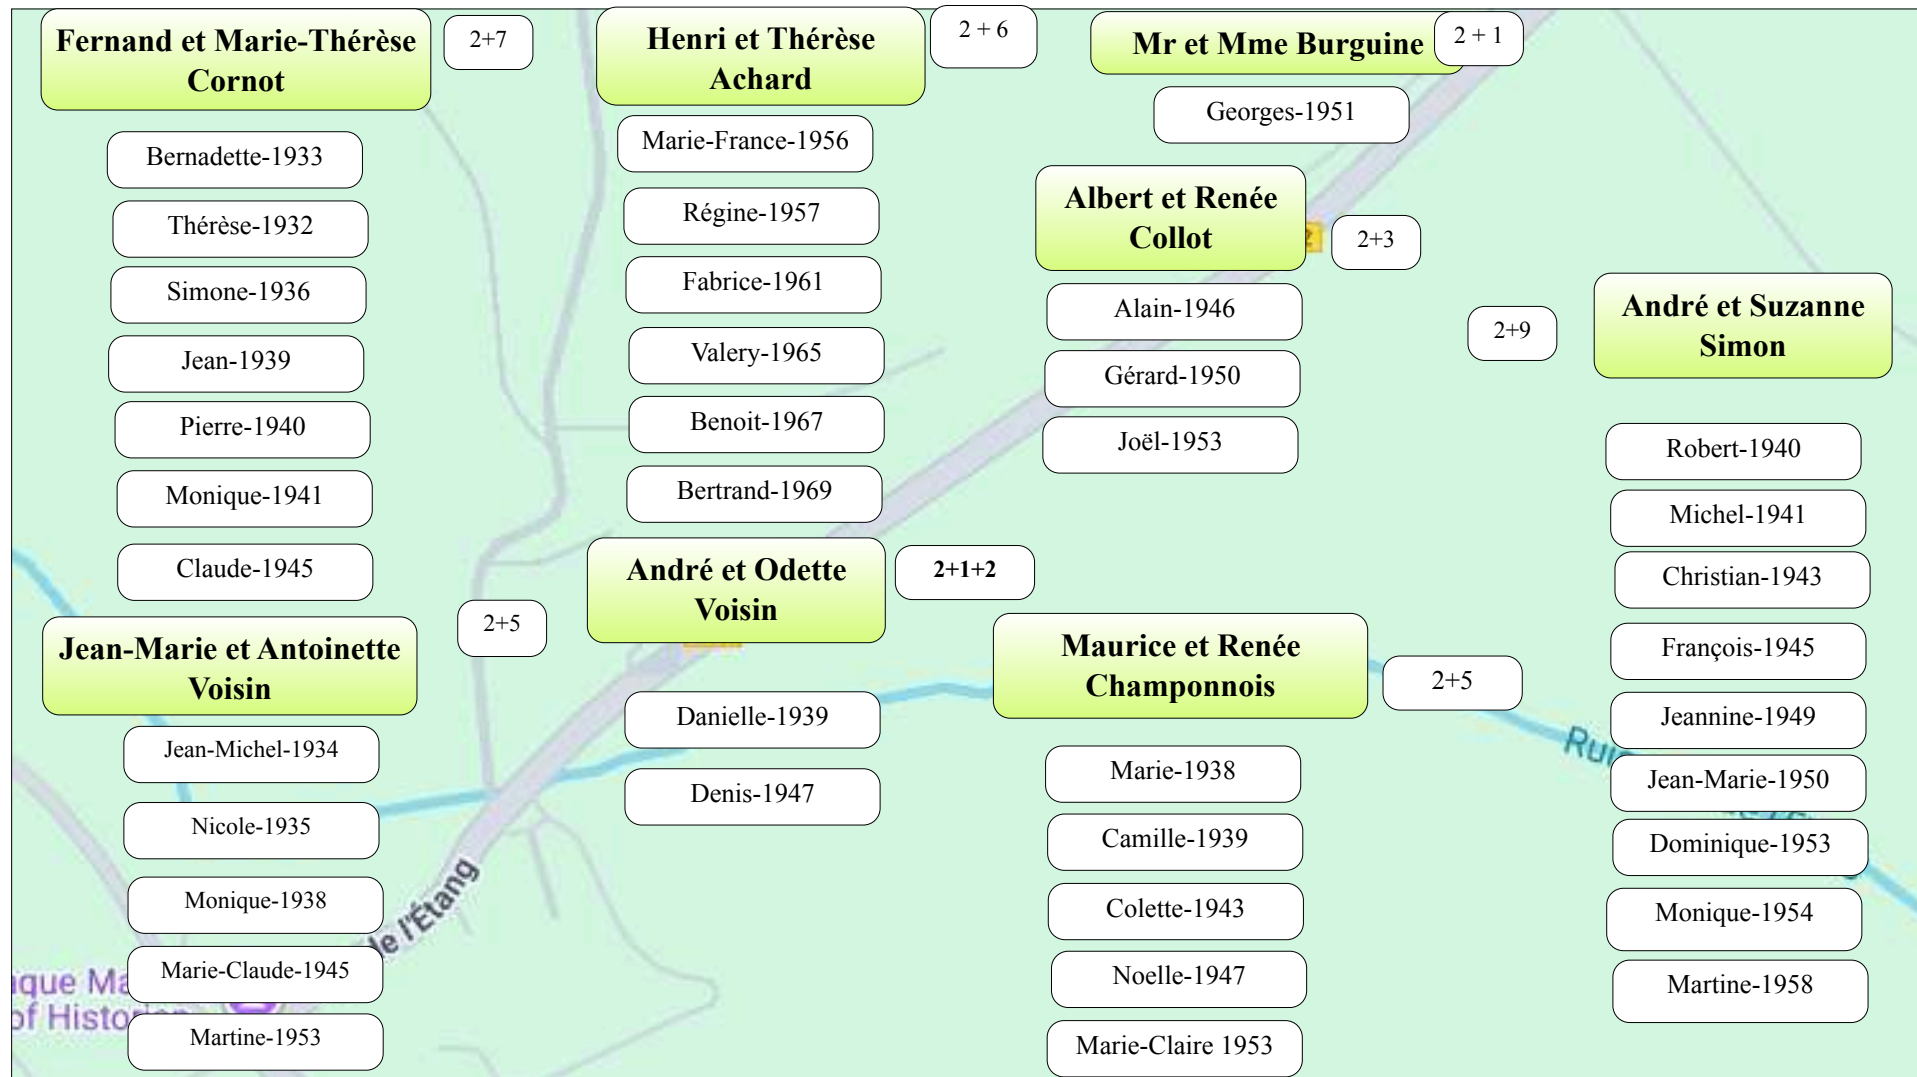 Fernand et Marie-Thérèse
Cornot
2+7
Bernadette-1933
Thérèse-1932
Simone-1936
Jean-1939
Pierre-1940
Monique-1941
Claude-1945
Jean-Marie et Antoinette
Voisin
2+5
Jean-Michel-1934
Nicole-1935
Monique-1938
Marie-Claude-1945
Martine-1953
Henri et Thérèse
Achard
2 + 6
Marie-France-1956
Régine-1957
Fabrice-1961
Valery-1965
Benoit-1967
Bertrand-1969
André et Odette
Voisin
2+1+2
Danielle-1939
Denis-1947
Mr et Mme Burguine
2 + 1
Georges-1951
Albert et Renée
Collot
2+3
Alain-1946
Gérard-1950
Joël-1953
Maurice et Renée
Champonnois
2+5
Marie-1938
Camille-1939
Colette-1943
Noelle-1947
Marie-Claire 1953
André et Suzanne
Simon
2+9
Robert-1940
Michel-1941
Christian-1943
François-1945
Jeannine-1949
Jean-Marie-1950
Dominique-1953
Monique-1954
Martine-1958
de l'Étang
of